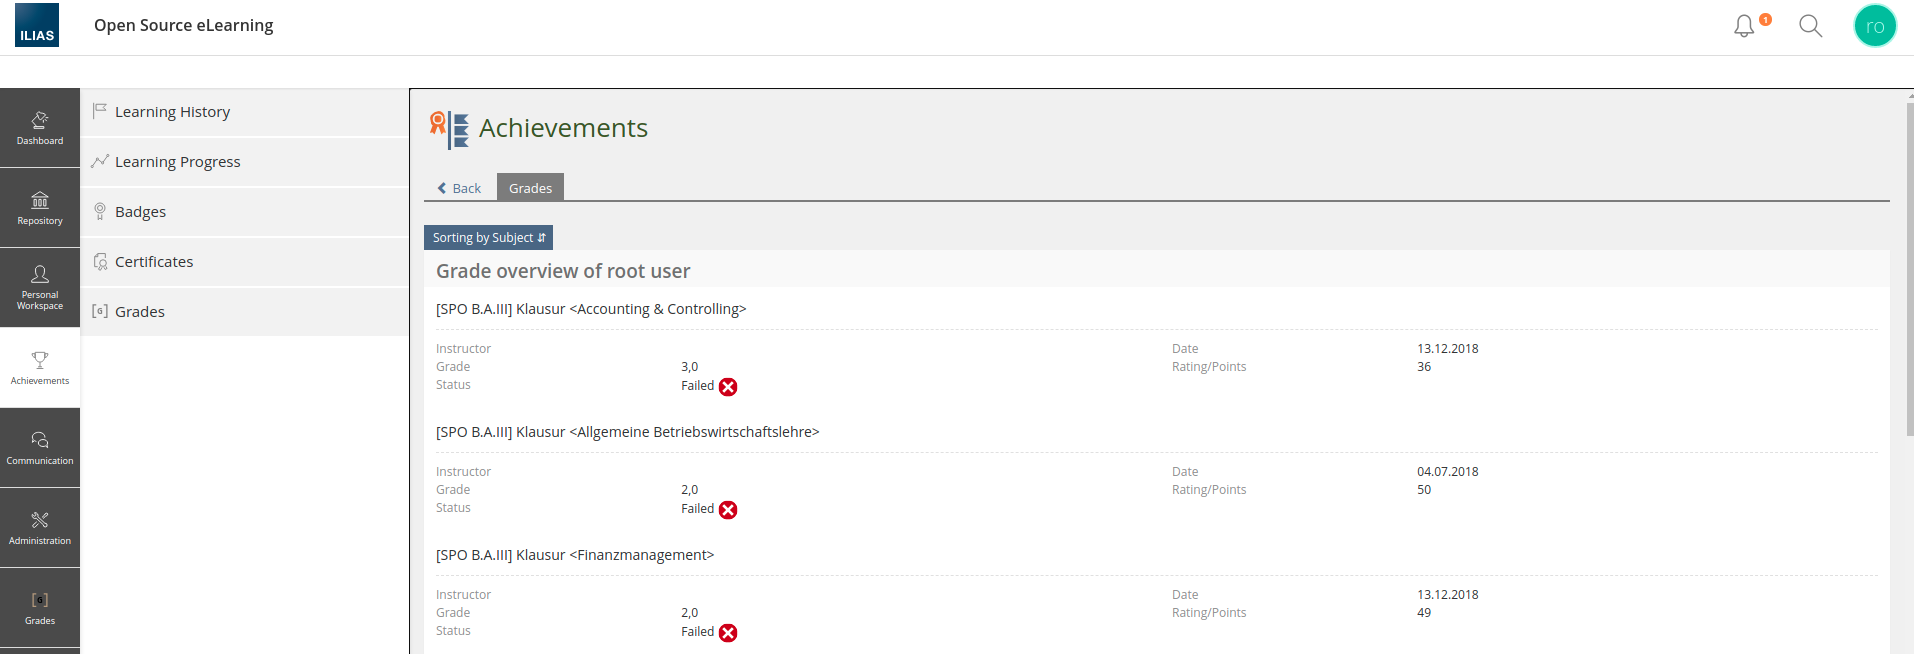 ILIAS
Open Source eLearning
1
ro
Dashboard
Repository
Personal
Workspace
Achievements
Communication
Administration
[G]
Grades
Learning History
Learning Progress
Badges
Certificates
[G] Grades
Achievements
Back Grades
Sorting by Subject
Grade overview of root user
[SPO B.A.III] Klausur <Accounting & Controlling>
Instructor Date 13.12.2018
Grade 3,0 Rating/Points 36
Status Failed
[SPO B.A.III] Klausur <Allgemeine Betriebswirtschaftslehre>
Instructor Date 04.07.2018
Grade 2,0 Rating/Points 50
Status Failed
[SPO B.A.III] Klausur <Finanzmanagement>
Instructor Date 13.12.2018
Grade 2,0 Rating/Points 49
Status Failed